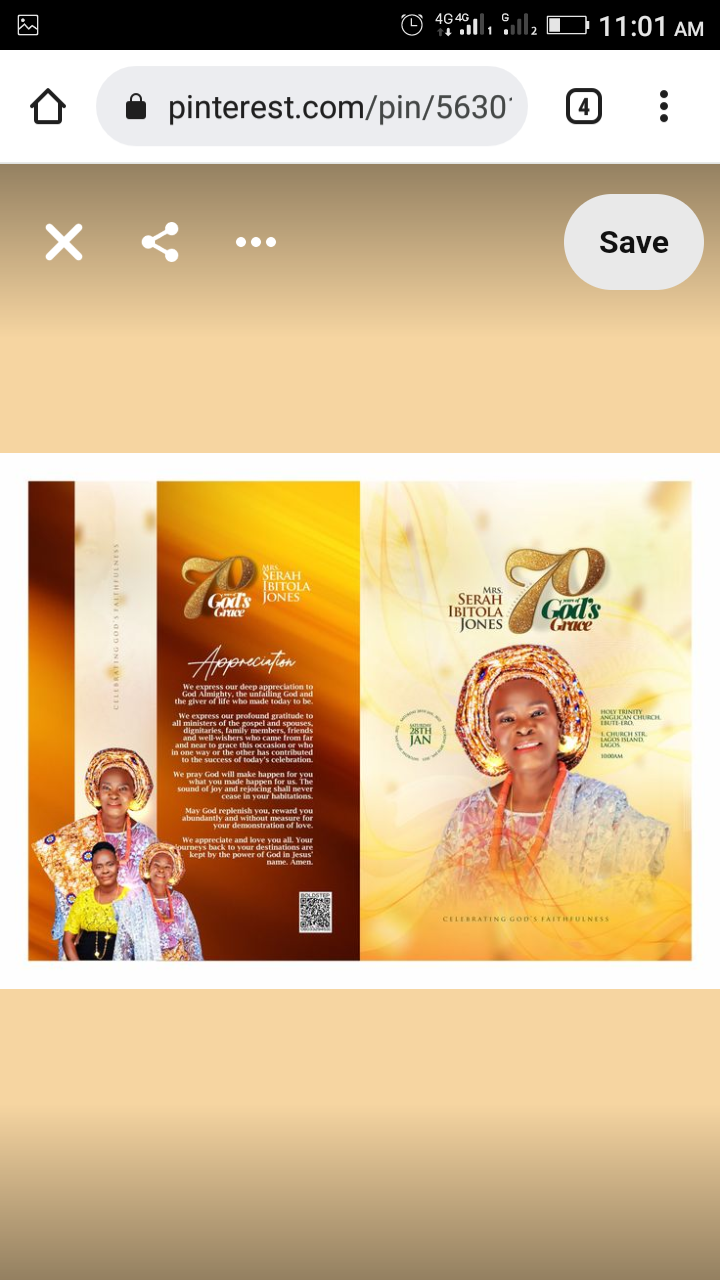 4G 4G 1 G 2 11:01 AM
pinterest.com/pin/5630
4
Save
CELEBRATING GOD'S FAITHFULNESS
70
years of
God's
Grace
MRS.
SERAH
IBITOLA
JONES
Appreciation
We express our deep appreciation to
God Almighty, the unfailing God and
the giver of life who made today to be.
We express our profound gratitude to
all ministers of the gospel and spouses,
dignitaries, family members, friends
and well-wishers who came from far
and near to grace this occasion or who
in one way or the other has contributed
to the success of today's celebration.
We pray God will make happen for you
what you made happen for us. The
sound of joy and rejoicing shall never
cease in your habitations.
May God replenish you, reward you
abundantly and without measure for
your demonstration of love.
We appreciate and love you all. Your
journeys back to your destinations are
kept by the power of God in Jesus'
name. Amen.
BOLDSTEP
MRS.
SERAH
IBITOLA
JONES
70
years of
God's
Grace
SATURDAY
28TH
JAN
HOLY TRINITY
ANGLICAN CHURCH,
EBUTE-ERO,
1, CHURCH STR,
LAGOS ISLAND,
LAGOS.
10:00AM
CELEBRATING GOD'S FAITHFULNESS